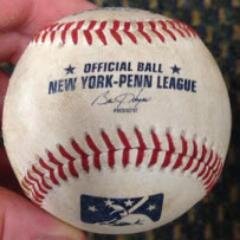 OFFICIAL BALL
NEW YORK-PENN LEAGUE
PRESIDENT